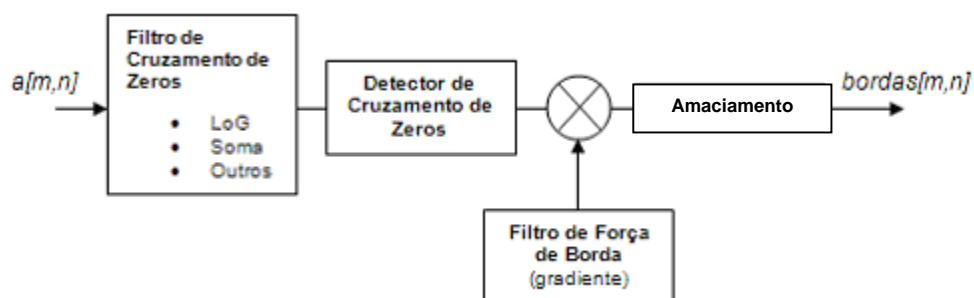 a[m,n]
Filtro de
Cruzamento de
Zeros
• LoG
• Soma
• Outros
Detector de
Cruzamento de
Zeros
Amaciamento
bordas[m,n]
Filtro de Força
de Borda
(gradiente)